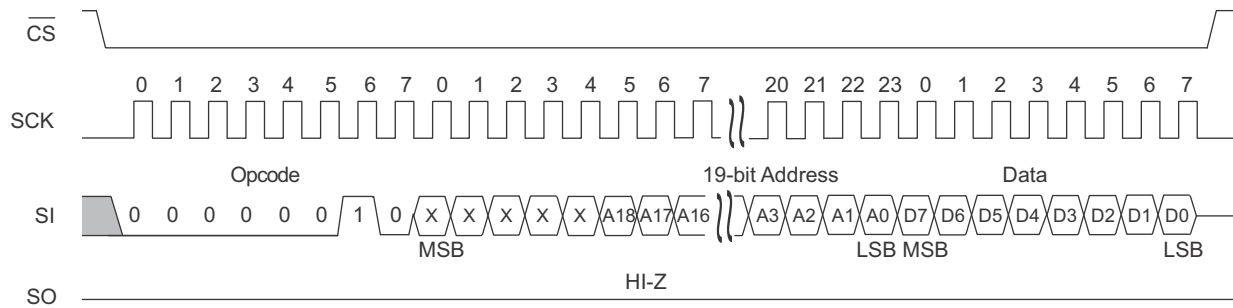 CS
0 1 2 3 4 5 6 7 0 1 2 3 4 5 6 7 20 21 22 23 0 1 2 3 4 5 6 7
SCK
Opcode 19-bit Address Data
SI 0 0 0 0 0 0 1 0 X X X X X A18 A17 A16 A3 A2 A1 A0 D7 D6 D5 D4 D3 D2 D1 D0
MSB LSB MSB LSB
HI-Z
SO